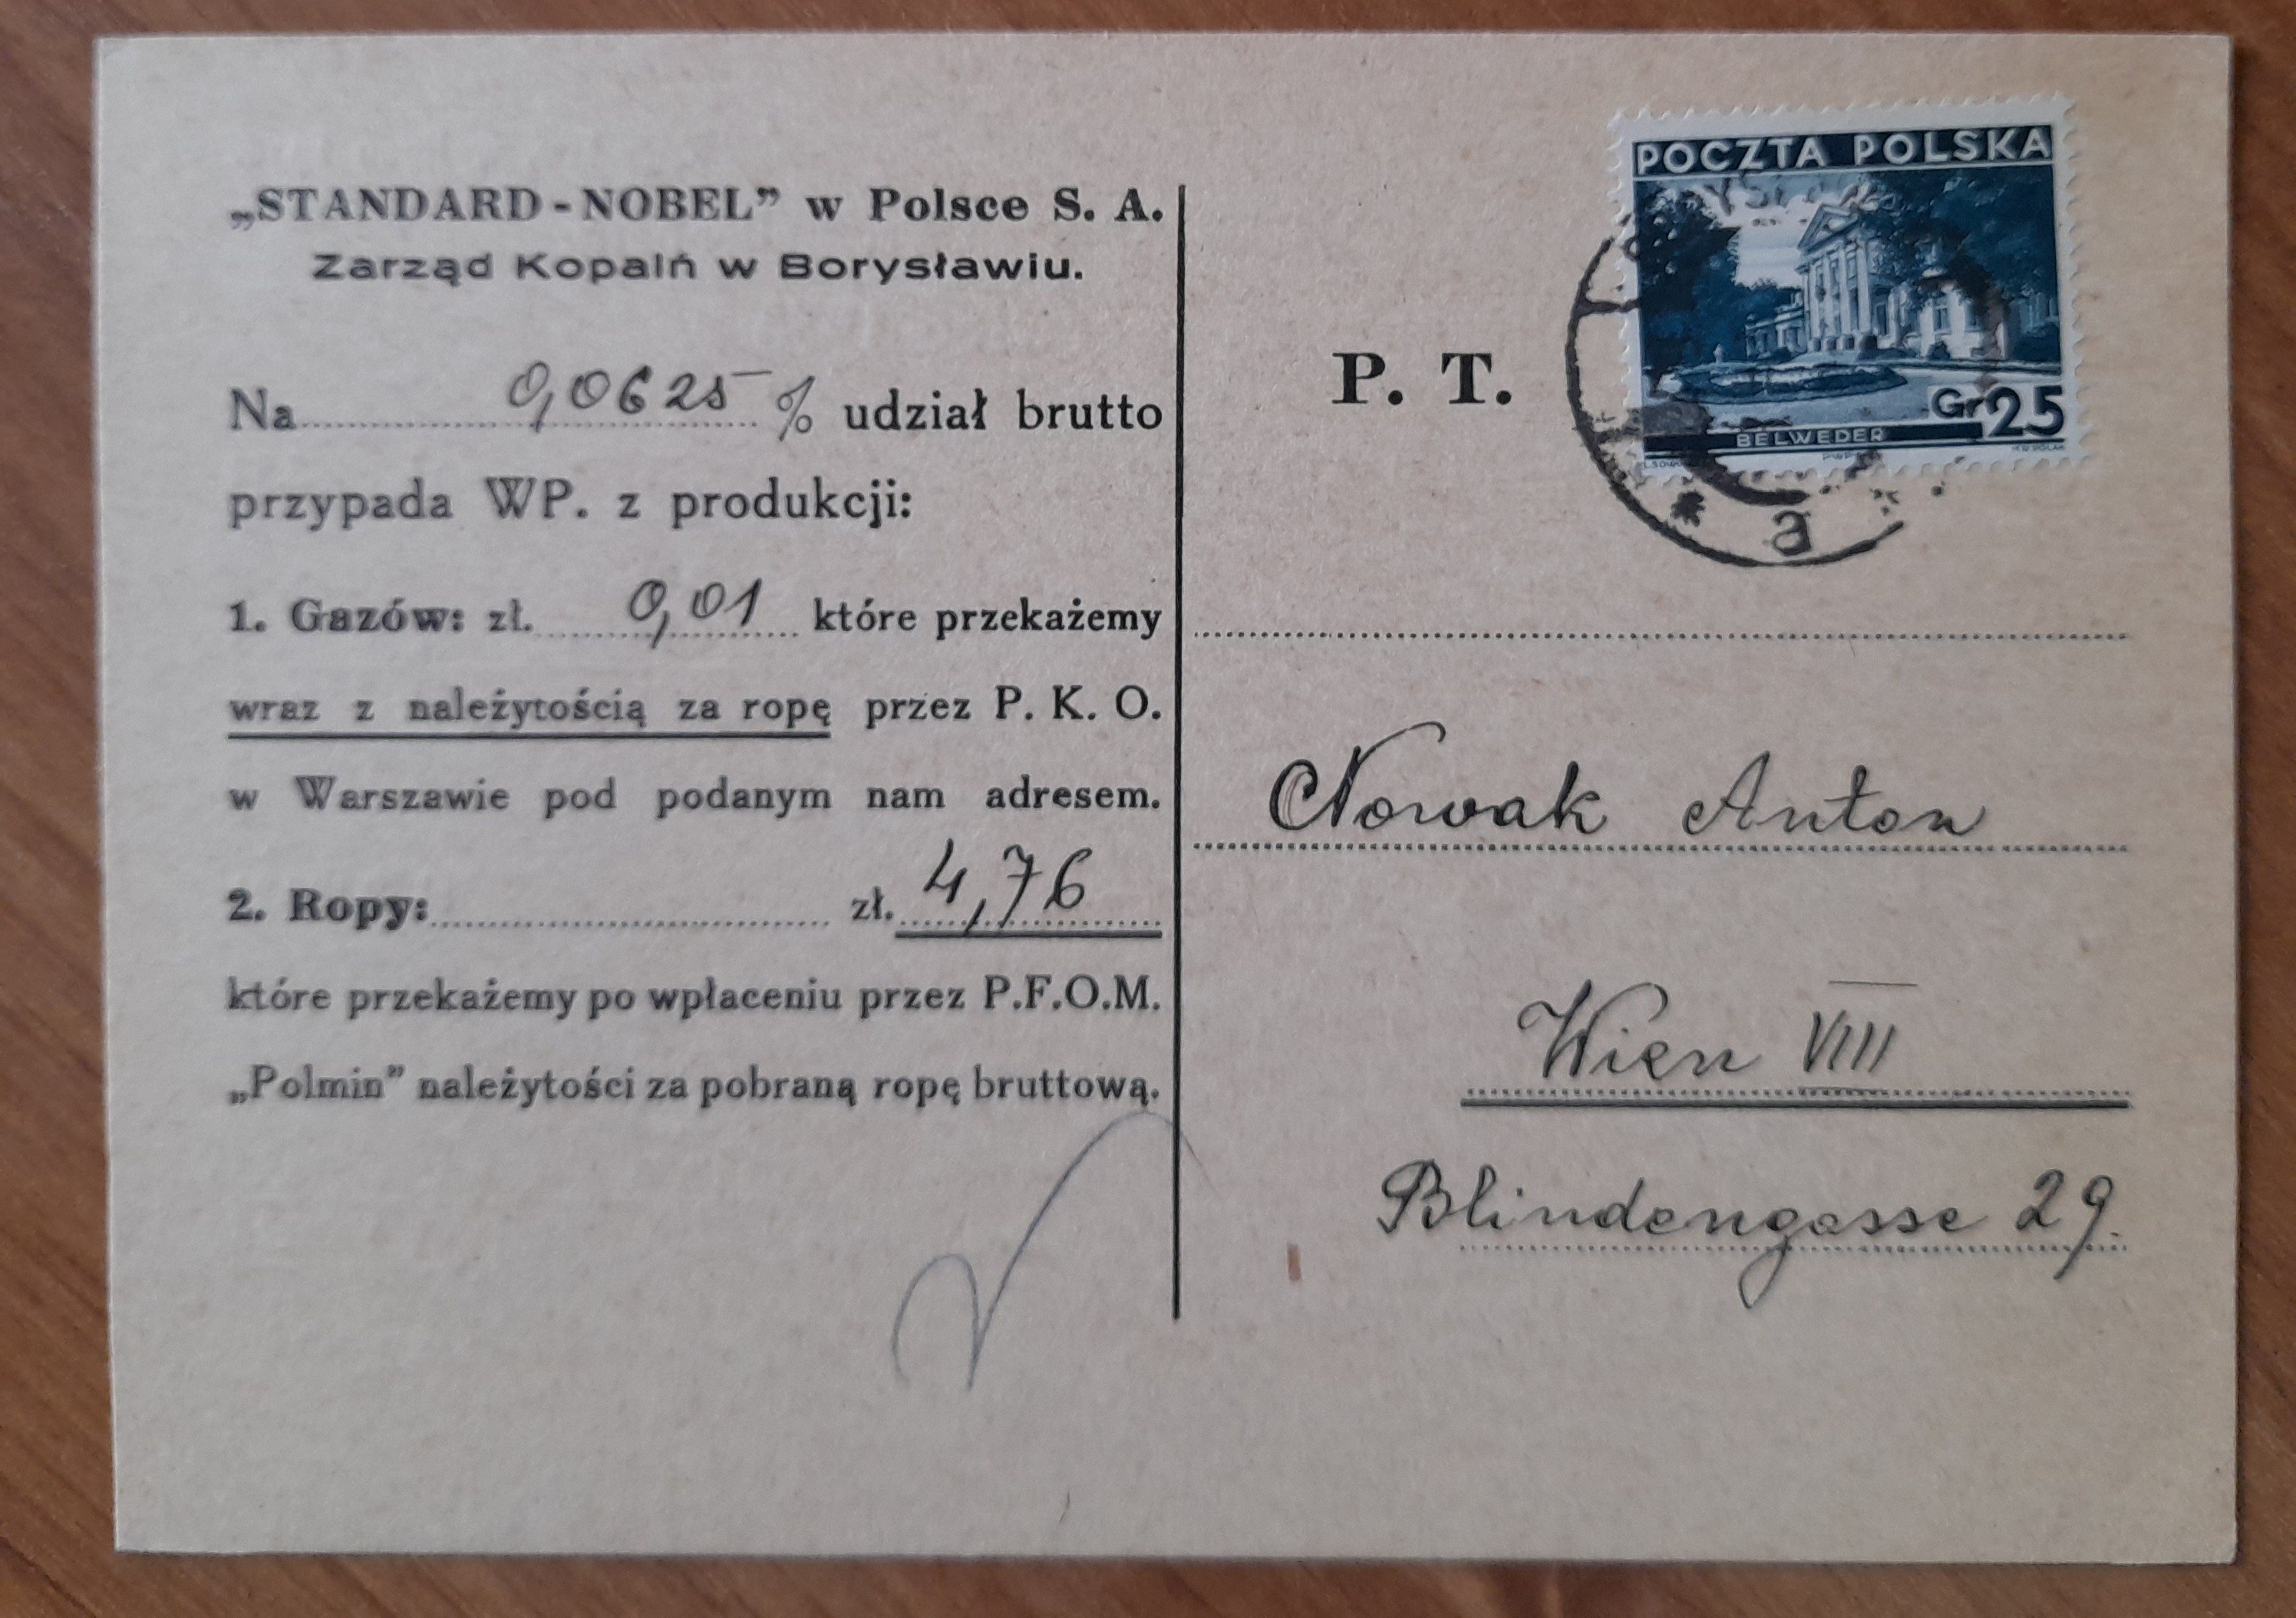 „STANDARD-NOBEL” w Polsce S. A.
Zarząd Kopalń w Borysławiu.
Na 0,0625 % udział brutto
przypada WP. z produkcji:
1. Gazów: zł. 0,01 które przekażemy
wraz z należytością za ropę przez P. K. O.
w Warszawie pod podanym nam adresem.
2. Ropy: zł. 4,76
które przekażemy po wpłaceniu przez P.F.O.M.
„Polmin” należytości za pobraną ropę bruttową.
POCZTA POLSKA
Gr 25
BELWEDER
* a
P. T.
Nowak Anton
Wien VIII
Blindengasse 29.